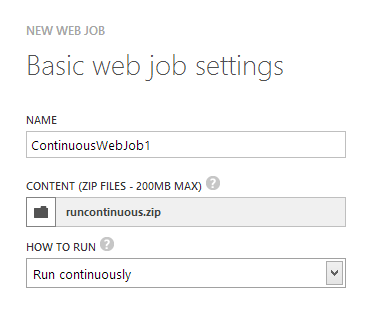 NEW WEB JOB
Basic web job settings
NAME
ContinuousWebJob1
CONTENT (ZIP FILES - 200MB MAX) ?
runcontinuous.zip
HOW TO RUN ?
Run continuously